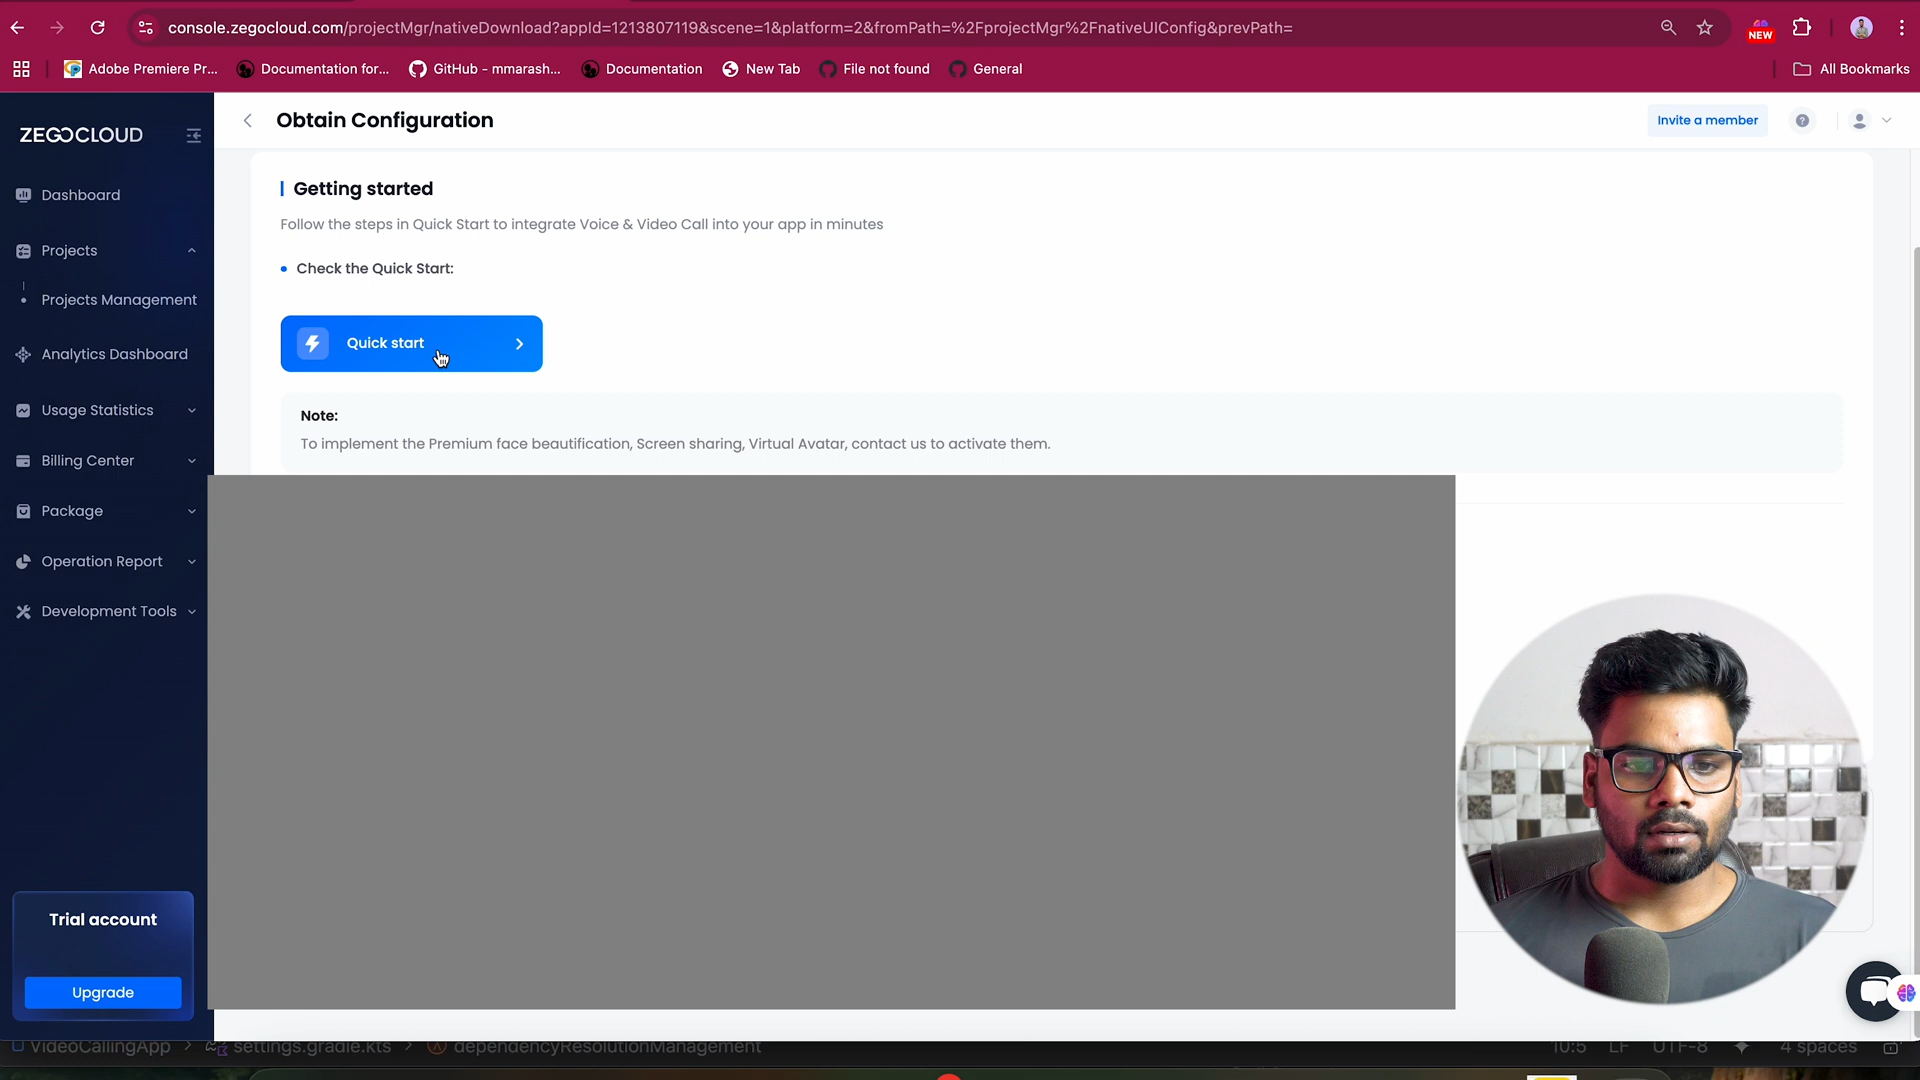 console.zegocloud.com/projectMgr/nativeDownload?appId=1213807119&scene=1&platform=2&fromPath=%2FprojectMgr%2FnativeUIConfig&prevPath=
NEW
Adobe Premiere Pr... Documentation for... GitHub - mmarash... Documentation New Tab File not found General All Bookmarks
ZEGOCLOUD
Obtain Configuration
Invite a member
Dashboard
Projects
Projects Management
Analytics Dashboard
Usage Statistics
Billing Center
Package
Operation Report
Development Tools
Trial account
Upgrade
Getting started
Follow the steps in Quick Start to integrate Voice & Video Call into your app in minutes
Check the Quick Start:
Quick start
Note:
To implement the Premium face beautification, Screen sharing, Virtual Avatar, contact us to activate them.
VideoCallingApp > settings.gradle.kts > dependencyResolutionManagement 10:5 LF UTF-8 4 spaces